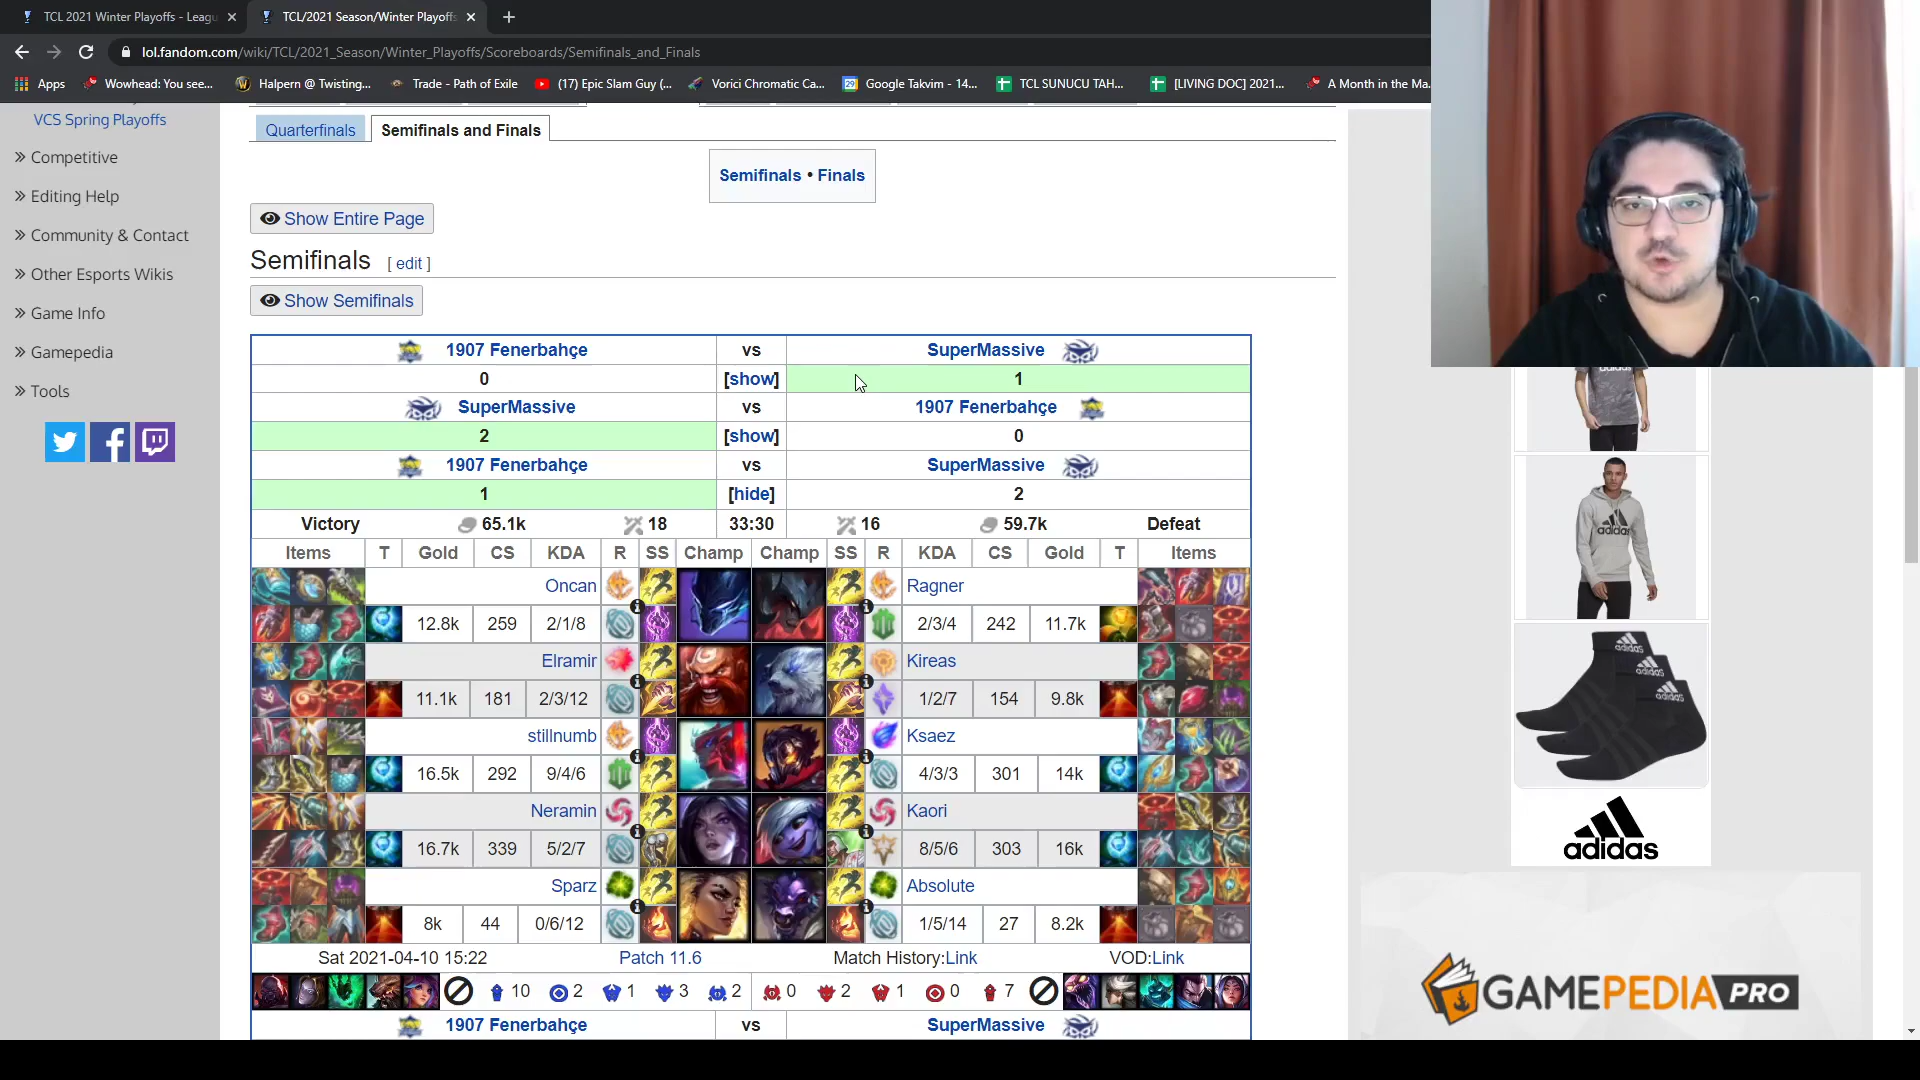 TCL 2021 Winter Playoffs - Leagu
TCL/2021 Season/Winter Playoffs
lol.fandom.com/wiki/TCL/2021_Season/Winter_Playoffs/Scoreboards/Semifinals_and_Finals
Apps Wowhead: You see... Halpern @ Twisting... Trade - Path of Exile (17) Epic Slam Guy (... Vorici Chromatic Ca... Google Takvim - 14... TCL SUNUCU TAH... [LIVING DOC] 2021... A Month in the Ma
VCS Spring Playoffs
Competitive
Editing Help
Community & Contact
Other Esports Wikis
Game Info
Gamepedia
Tools
Quarterfinals Semifinals and Finals
Semifinals • Finals
Show Entire Page
Semifinals [ edit ]
Show Semifinals
1907 Fenerbahçe vs SuperMassive
0 [show] 1
SuperMassive vs 1907 Fenerbahçe
2 [show] 0
1907 Fenerbahçe vs SuperMassive
1 [hide] 2
Victory 65.1k 18 33:30 16 59.7k Defeat
Items T Gold CS KDA R SS Champ Champ SS R KDA CS Gold T Items
Oncan Ragner
12.8k 259 2/1/8 2/3/4 242 11.7k
Elramir Kireas
11.1k 181 2/3/12 1/2/7 154 9.8k
stillnumb Ksaez
16.5k 292 9/4/6 4/3/3 301 14k
Neramin Kaori
16.7k 339 5/2/7 8/5/6 303 16k
Sparz Absolute
8k 44 0/6/12 1/5/14 27 8.2k
Sat 2021-04-10 15:22 Patch 11.6 Match History:Link VOD:Link
10 2 1 3 2 0 2 1 0 7
1907 Fenerbahçe vs SuperMassive
adidas
adidas
adidas
adidas
adidas
GAMEPEDIA PRO